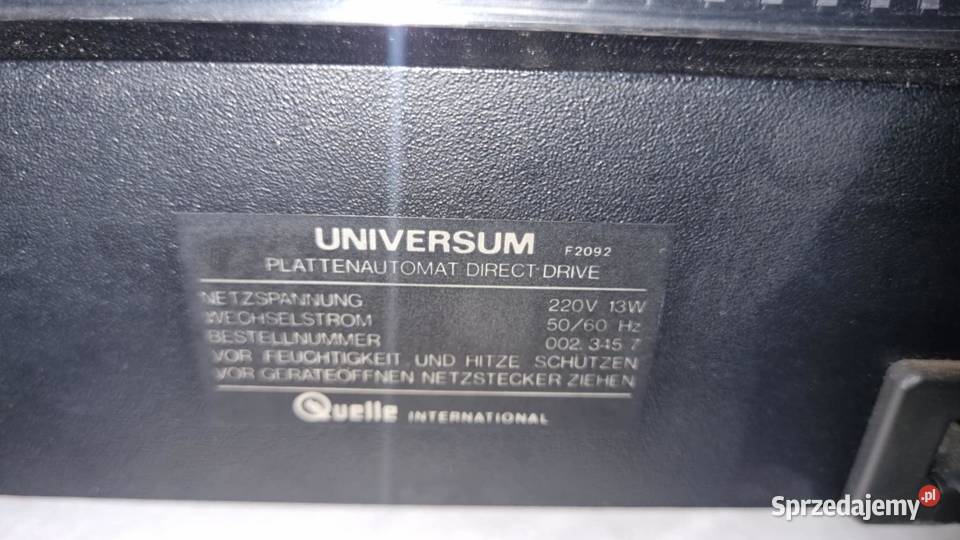 UNIVERSUM F2092
PLATTENAUTOMAT DIRECT-DRIVE
NETZSPANNUNG 220V 13W
WECHSELSTROM 50/60 Hz
BESTELLNUMMER 002.345 7
VOR FEUCHTIGKEIT UND HITZE SCHÜTZEN
VOR GERÄTEÖFFNEN NETZSTECKER ZIEHEN
Quelle INTERNATIONAL
Sprzedajemy.pl